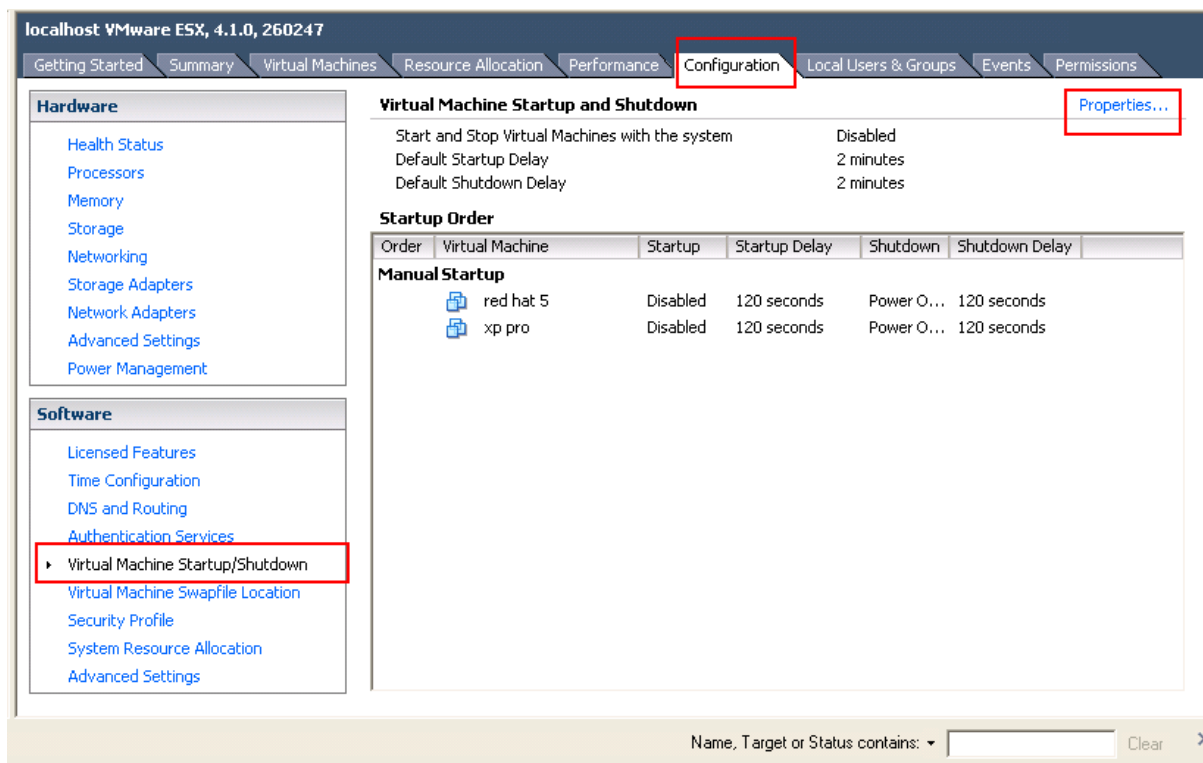 localhost VMware ESX, 4.1.0, 260247
Getting Started Summary Virtual Machines Resource Allocation Performance Configuration Local Users & Groups Events Permissions
Hardware
Health Status
Processors
Memory
Storage
Networking
Storage Adapters
Network Adapters
Advanced Settings
Power Management
Software
Licensed Features
Time Configuration
DNS and Routing
Authentication Services
Virtual Machine Startup/Shutdown
Virtual Machine Swapfile Location
Security Profile
System Resource Allocation
Advanced Settings
Virtual Machine Startup and Shutdown Properties...
Start and Stop Virtual Machines with the system Disabled
Default Startup Delay 2 minutes
Default Shutdown Delay 2 minutes
Startup Order
Order Virtual Machine Startup Startup Delay Shutdown Shutdown Delay
Manual Startup
red hat 5 Disabled 120 seconds Power O... 120 seconds
xp pro Disabled 120 seconds Power O... 120 seconds
Name, Target or Status contains: Clear